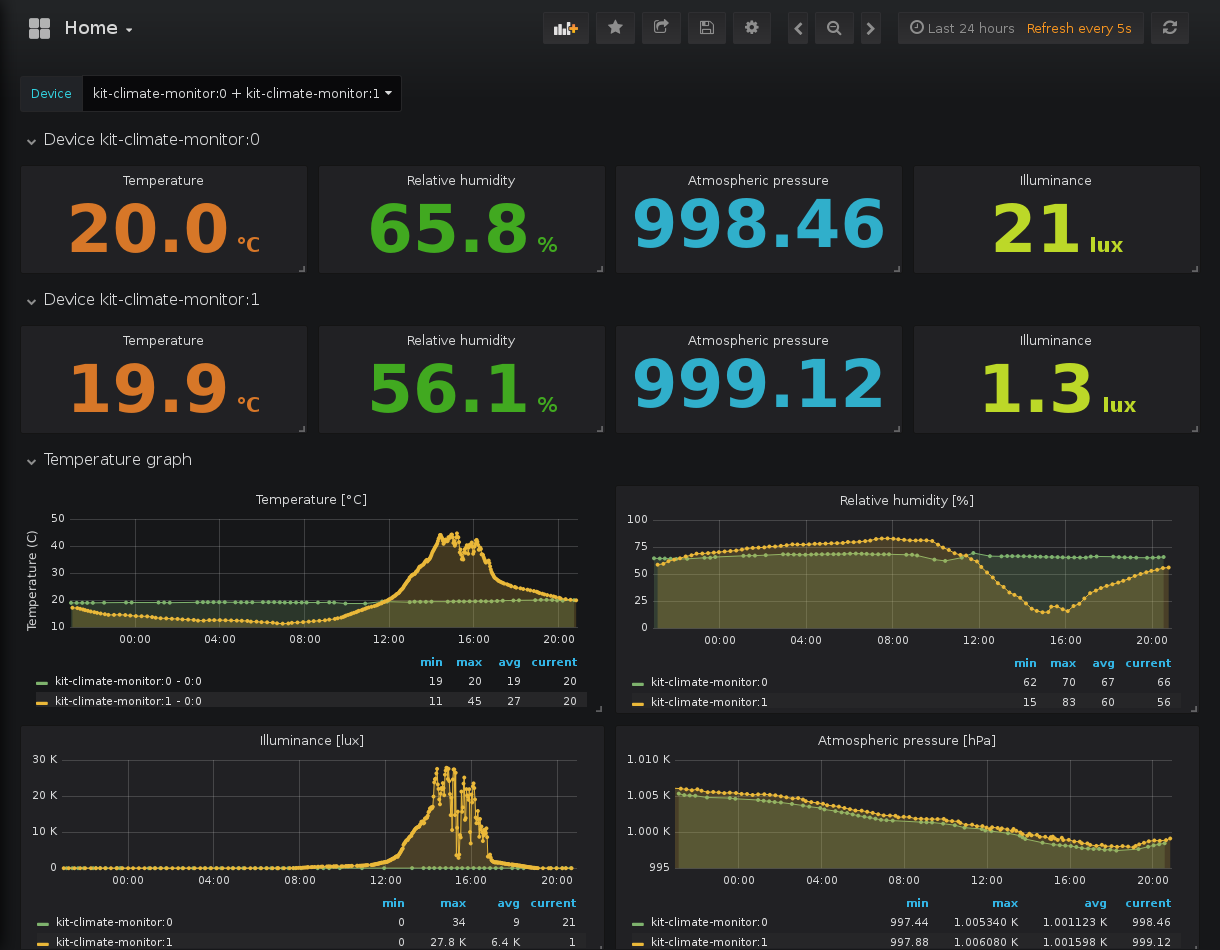 Home
Last 24 hours Refresh every 5s
Device kit-climate-monitor:0 + kit-climate-monitor:1
Device kit-climate-monitor:0
Temperature Relative humidity Atmospheric pressure Illuminance
20.0 °C 65.8 % 998.46 21 lux
Device kit-climate-monitor:1
Temperature Relative humidity Atmospheric pressure Illuminance
19.9 °C 56.1 % 999.12 1.3 lux
Temperature graph
Temperature [°C]
Temperature (C)
50
40
30
20
10
00:00 04:00 08:00 12:00 16:00 20:00
min max avg current
kit-climate-monitor:0 - 0:0 19 20 19 20
kit-climate-monitor:1 - 0:0 11 45 27 20
Relative humidity [%]
100
75
50
25
0
00:00 04:00 08:00 12:00 16:00 20:00
min max avg current
kit-climate-monitor:0 62 70 67 66
kit-climate-monitor:1 15 83 60 56
Illuminance [lux]
30 K
20 K
10 K
0
00:00 04:00 08:00 12:00 16:00 20:00
min max avg current
kit-climate-monitor:0 0 34 9 21
kit-climate-monitor:1 0 27.8 K 6.4 K 1
Atmospheric pressure [hPa]
1.010 K
1.005 K
1.000 K
995
00:00 04:00 08:00 12:00 16:00 20:00
min max avg current
kit-climate-monitor:0 997.44 1.005340 K 1.001123 K 998.46
kit-climate-monitor:1 997.88 1.006080 K 1.001598 K 999.12